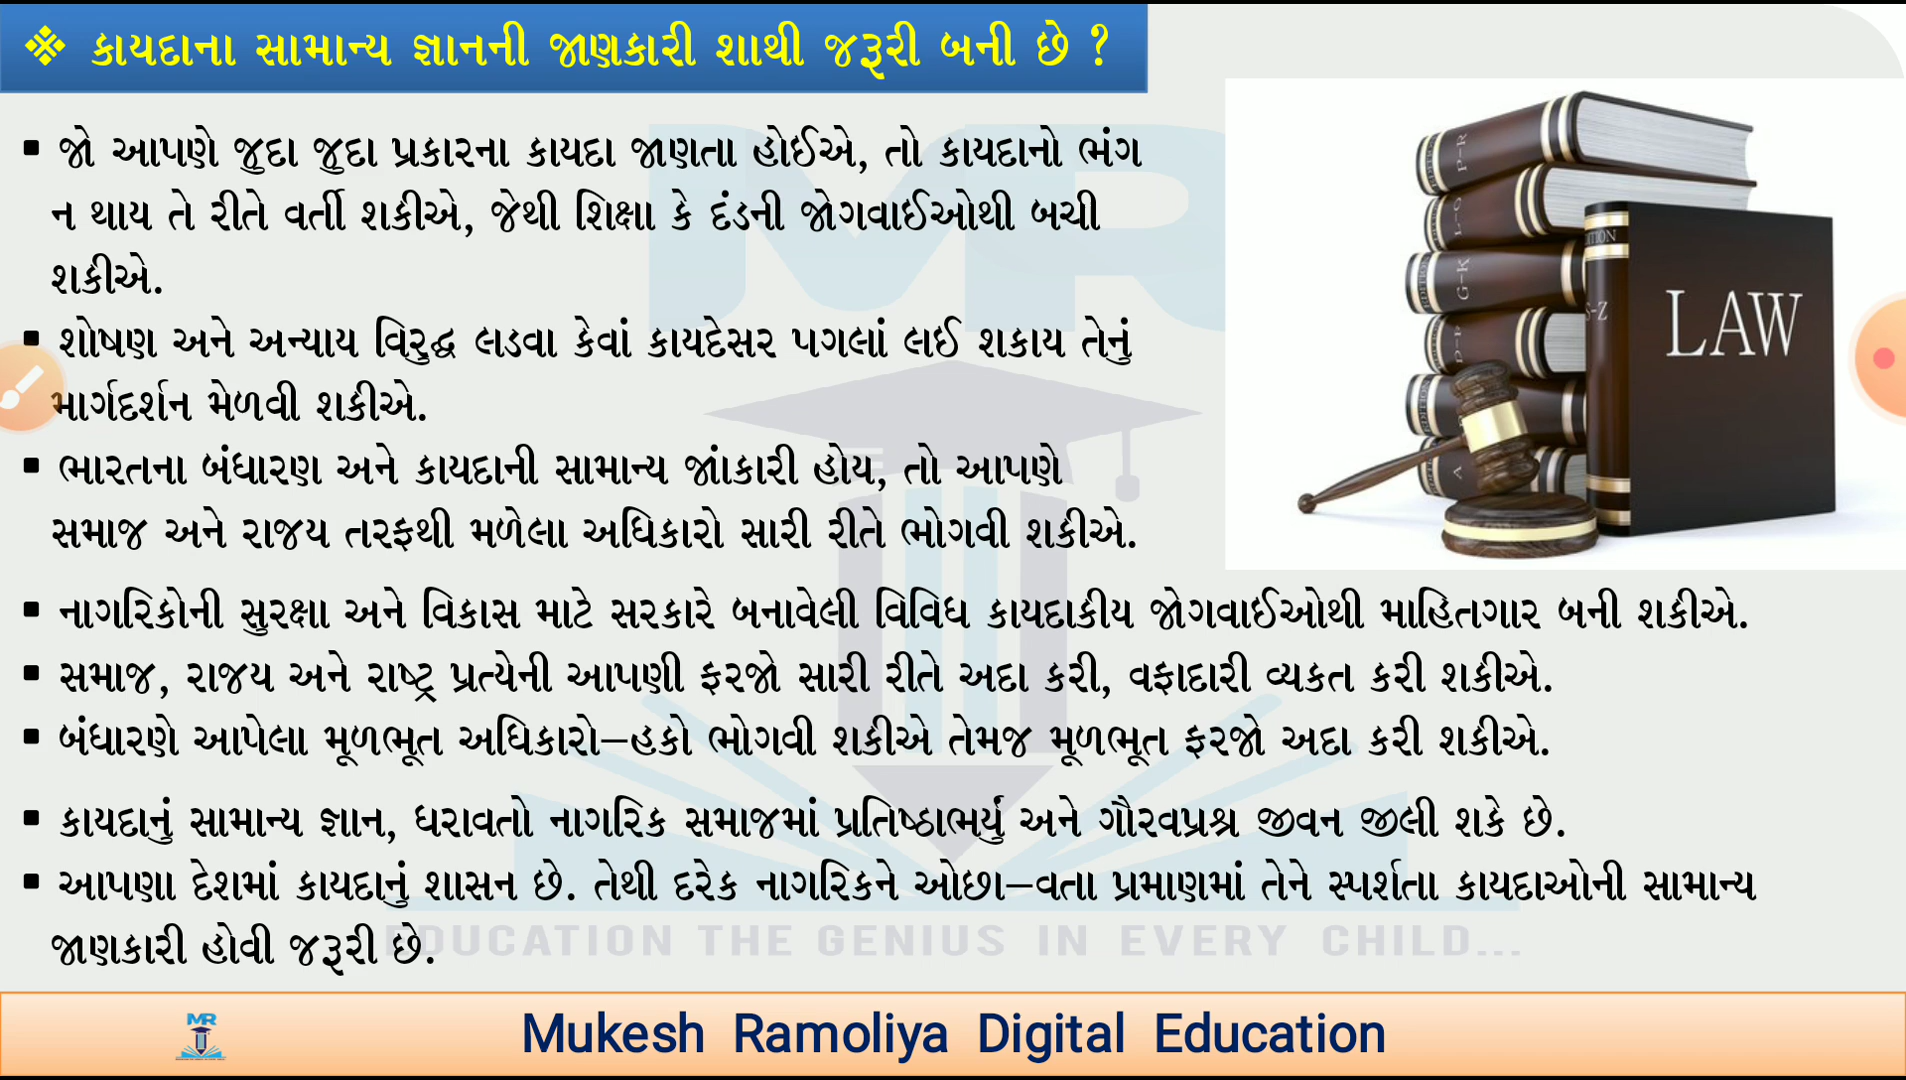 ❖ કાયદાના સામાન્ય જ્ઞાનની જાણકારી શાથી જરૂરી બની છે ?
▪ જો આપણે જુદા જુદા પ્રકારના કાયદા જાણતા હોઈએ, તો કાયદાનો ભંગ
ન થાય તે રીતે વર્તી શકીએ, જેથી શિક્ષા કે દંડની જોગવાઈઓથી બચી
શકીએ.
▪ શોષણ અને અન્યાય વિરુદ્ધ લડવા કેવાં કાયદેસર પગલાં લઈ શકાય તેનું
માર્ગદર્શન મેળવી શકીએ.
▪ ભારતના બંધારણ અને કાયદાની સામાન્ય જાંકારી હોય, તો આપણે
સમાજ અને રાજય તરફથી મળેલા અધિકારો સારી રીતે ભોગવી શકીએ.
▪ નાગરિકોની સુરક્ષા અને વિકાસ માટે સરકારે બનાવેલી વિવિધ કાયદાકીય જોગવાઈઓથી માહિતગાર બની શકીએ.
▪ સમાજ, રાજય અને રાષ્ટ્ર પ્રત્યેની આપણી ફરજો સારી રીતે અદા કરી, વફાદારી વ્યકત કરી શકીએ.
▪ બંધારણે આપેલા મૂળભૂત અધિકારો–હકો ભોગવી શકીએ તેમજ મૂળભૂત ફરજો અદા કરી શકીએ.
▪ કાયદાનું સામાન્ય જ્ઞાન, ધરાવતો નાગરિક સમાજમાં પ્રતિષ્ઠાભર્યું અને ગૌરવપ્રશ્ર જીવન જીલી શકે છે.
▪ આપણા દેશમાં કાયદાનું શાસન છે. તેથી દરેક નાગરિકને ઓછા–વતા પ્રમાણમાં તેને સ્પર્શતા કાયદાઓની સામાન્ય
જાણકારી હોવી જરૂરી છે.
P-R
L-O
G-K
S-Z
LAW
EDUCATION THE GENIUS IN EVERY CHILD...
MR
Mukesh Ramoliya Digital Education